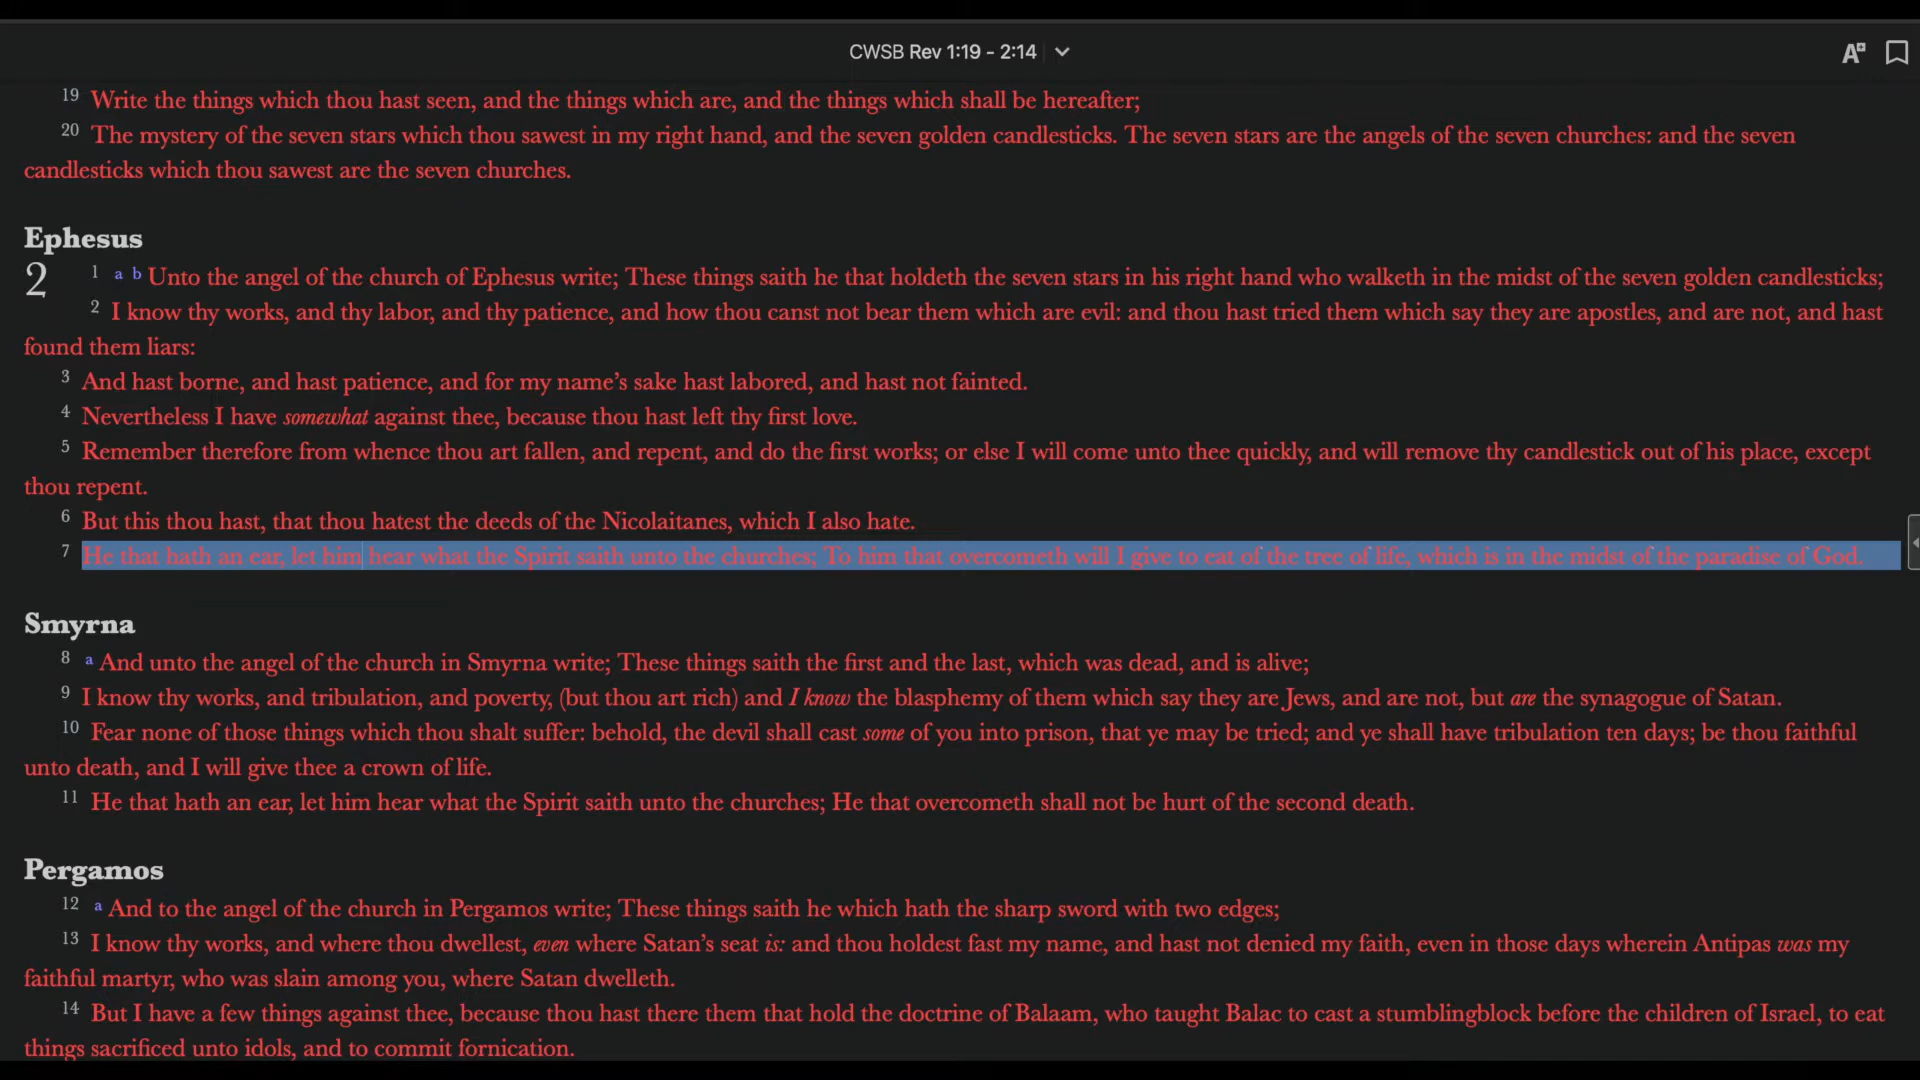 CWSB Rev 1:19 - 2:14
19 Write the things which thou hast seen, and the things which are, and the things which shall be hereafter;
20 The mystery of the seven stars which thou sawest in my right hand, and the seven golden candlesticks. The seven stars are the angels of the seven churches: and the seven
candlesticks which thou sawest are the seven churches.
Ephesus
2 1 a b Unto the angel of the church of Ephesus write; These things saith he that holdeth the seven stars in his right hand who walketh in the midst of the seven golden candlesticks;
2 I know thy works, and thy labor, and thy patience, and how thou canst not bear them which are evil: and thou hast tried them which say they are apostles, and are not, and hast
found them liars:
3 And hast borne, and hast patience, and for my name’s sake hast labored, and hast not fainted.
4 Nevertheless I have somewhat against thee, because thou hast left thy first love.
5 Remember therefore from whence thou art fallen, and repent, and do the first works; or else I will come unto thee quickly, and will remove thy candlestick out of his place, except
thou repent.
6 But this thou hast, that thou hatest the deeds of the Nicolaitanes, which I also hate.
7 He that hath an ear, let him hear what the Spirit saith unto the churches; To him that overcometh will I give to eat of the tree of life, which is in the midst of the paradise of God.
Smyrna
8 a And unto the angel of the church in Smyrna write; These things saith the first and the last, which was dead, and is alive;
9 I know thy works, and tribulation, and poverty, (but thou art rich) and I know the blasphemy of them which say they are Jews, and are not, but are the synagogue of Satan.
10 Fear none of those things which thou shalt suffer: behold, the devil shall cast some of you into prison, that ye may be tried; and ye shall have tribulation ten days; be thou faithful
unto death, and I will give thee a crown of life.
11 He that hath an ear, let him hear what the Spirit saith unto the churches; He that overcometh shall not be hurt of the second death.
Pergamos
12 a And to the angel of the church in Pergamos write; These things saith he which hath the sharp sword with two edges;
13 I know thy works, and where thou dwellest, even where Satan’s seat is: and thou holdest fast my name, and hast not denied my faith, even in those days wherein Antipas was my
faithful martyr, who was slain among you, where Satan dwelleth.
14 But I have a few things against thee, because thou hast there them that hold the doctrine of Balaam, who taught Balac to cast a stumblingblock before the children of Israel, to eat
things sacrificed unto idols, and to commit fornication.